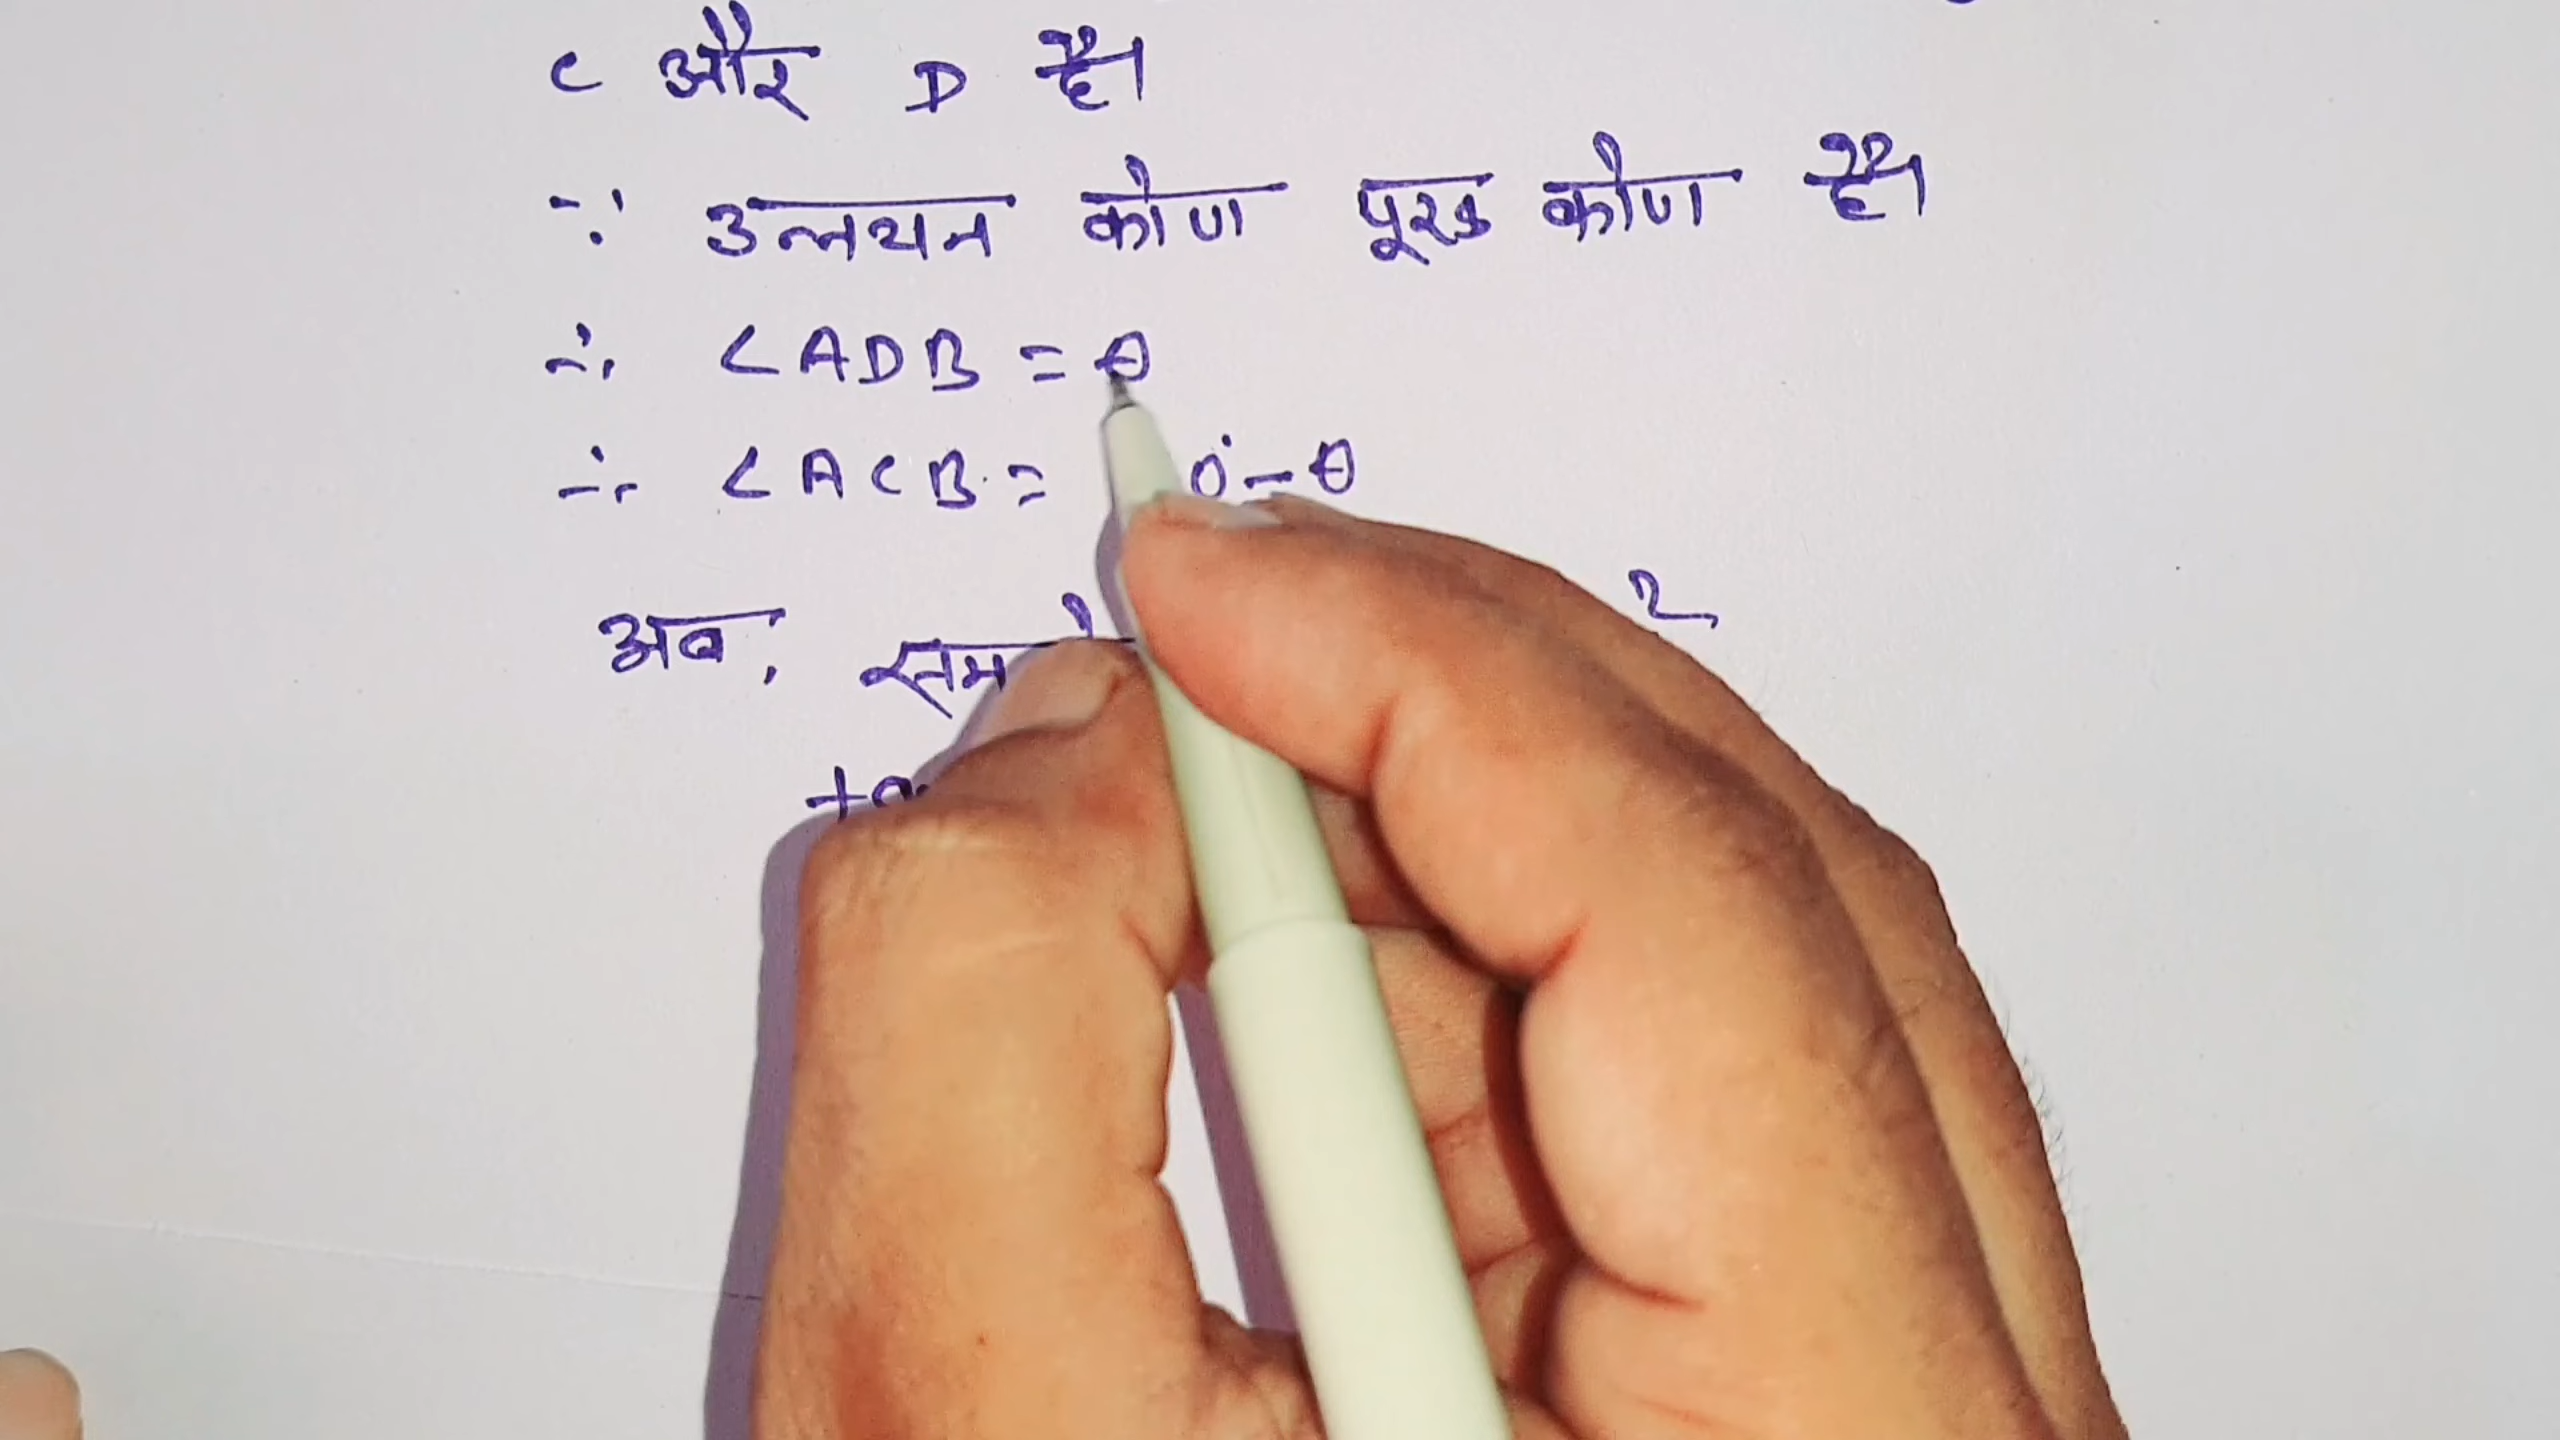 C और D है।
∵ उन्नयन कोण पूरक कोण है।
∴ ∠ADB = θ
∴ ∠ACB = 0° - θ
अब,